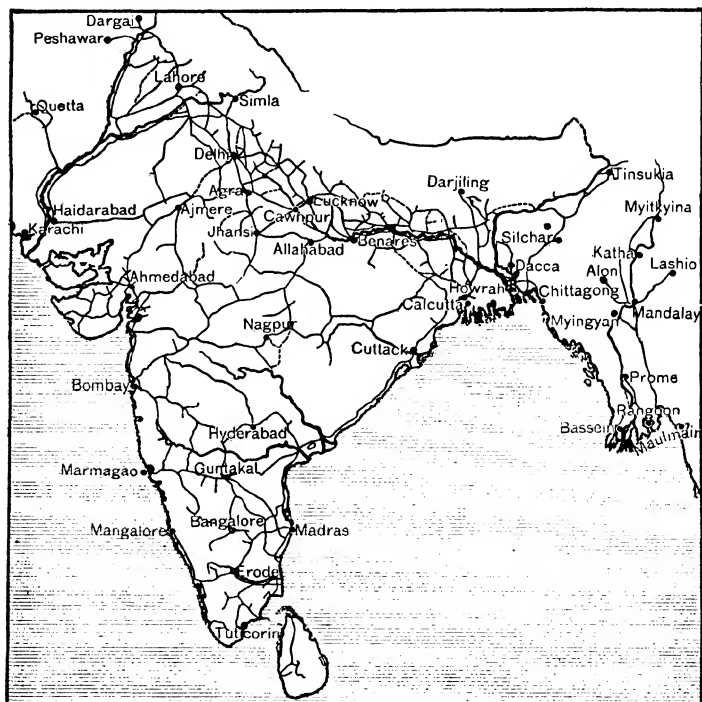 Dargai
Peshawar
Lahore
Quetta
Simla
Delhi
Agra
Lucknow
Darjiling
Tinsukia
Haidarabad
Ajmere
Cawnpur
Myitkyina
Karachi
Jhansi
Allahabad
Benares
Silchar
Katha
Ahmedabad
Dacca
Alon
Lashio
Howrah
Calcutta
Chittagong
Nagpur
Myingyan
Mandalay
Cuttack
Bombay
Prome
Hyderabad
Rangoon
Bassein
Maulmain
Marmagao
Guntakal
Mangalore
Bangalore
Madras
Erode
Tuticorin